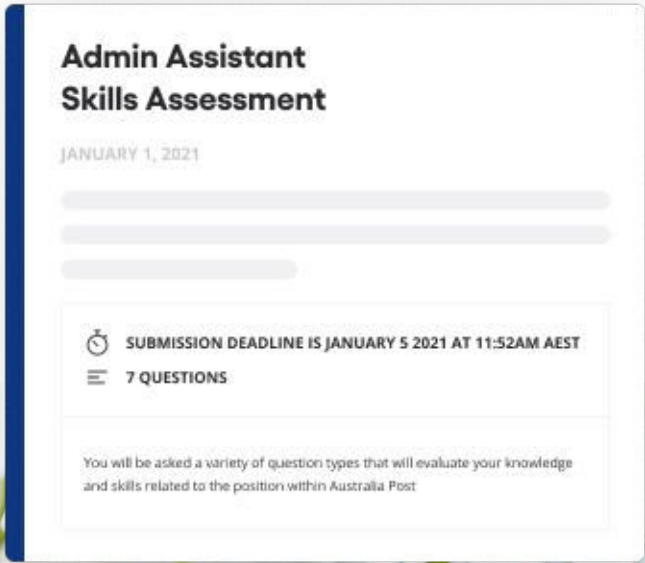 Admin Assistant
Skills Assessment
JANUARY 1, 2021
SUBMISSION DEADLINE IS JANUARY 5 2021 AT 11:52AM AEST
7 QUESTIONS
You will be asked a variety of question types that will evaluate your knowledge
and skills related to the position within Australia Post